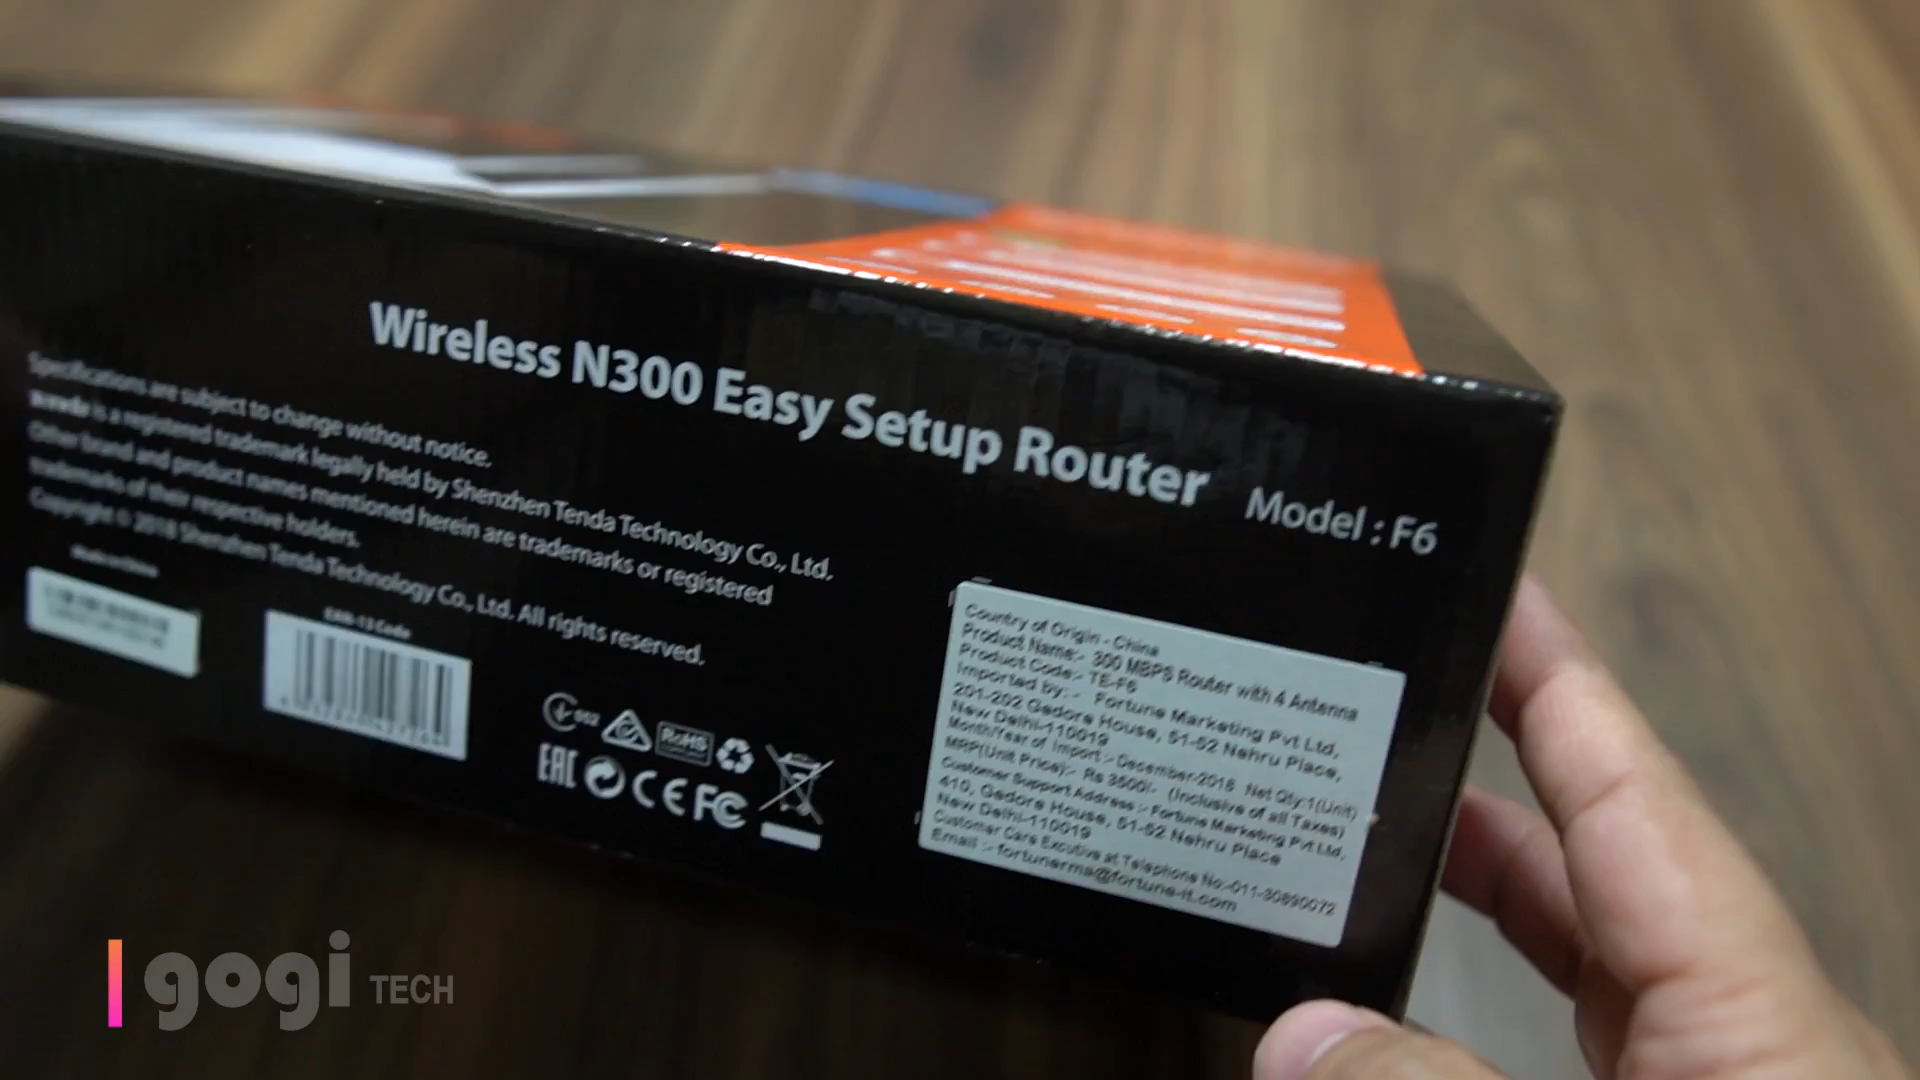 Wireless N300 Easy Setup Router Model : F6
Specifications are subject to change without notice.
Tenda is a registered trademark legally held by Shenzhen Tenda Technology Co., Ltd.
Other brand and product names mentioned herein are trademarks or registered
trademarks of their respective holders.
Copyright © 2018 Shenzhen Tenda Technology Co., Ltd. All rights reserved.
Made in China
EAN-13 Code
RoHS
EAC CE FC
Country of Origin - China
Product Name:- 300 MBPS Router with 4 Antenna
Product Code:- TE-F6
Imported by: - Fortune Marketing Pvt Ltd,
201-202 Gedore House, 51-52 Nehru Place,
New Delhi-110019
Month/Year of Import:- December-2018 Net Qty:1(Unit)
MRP(Unit Price):- Rs 3500/- (Inclusive of all Taxes)
Customer Support Address :- Fortune Marketing Pvt Ltd,
410, Gedore House, 51-52 Nehru Place
New Delhi-110019
Customer Care Excutive at Telephone No:-011-30890072
Email :- fortunerma@fortune-it.com
gogi TECH